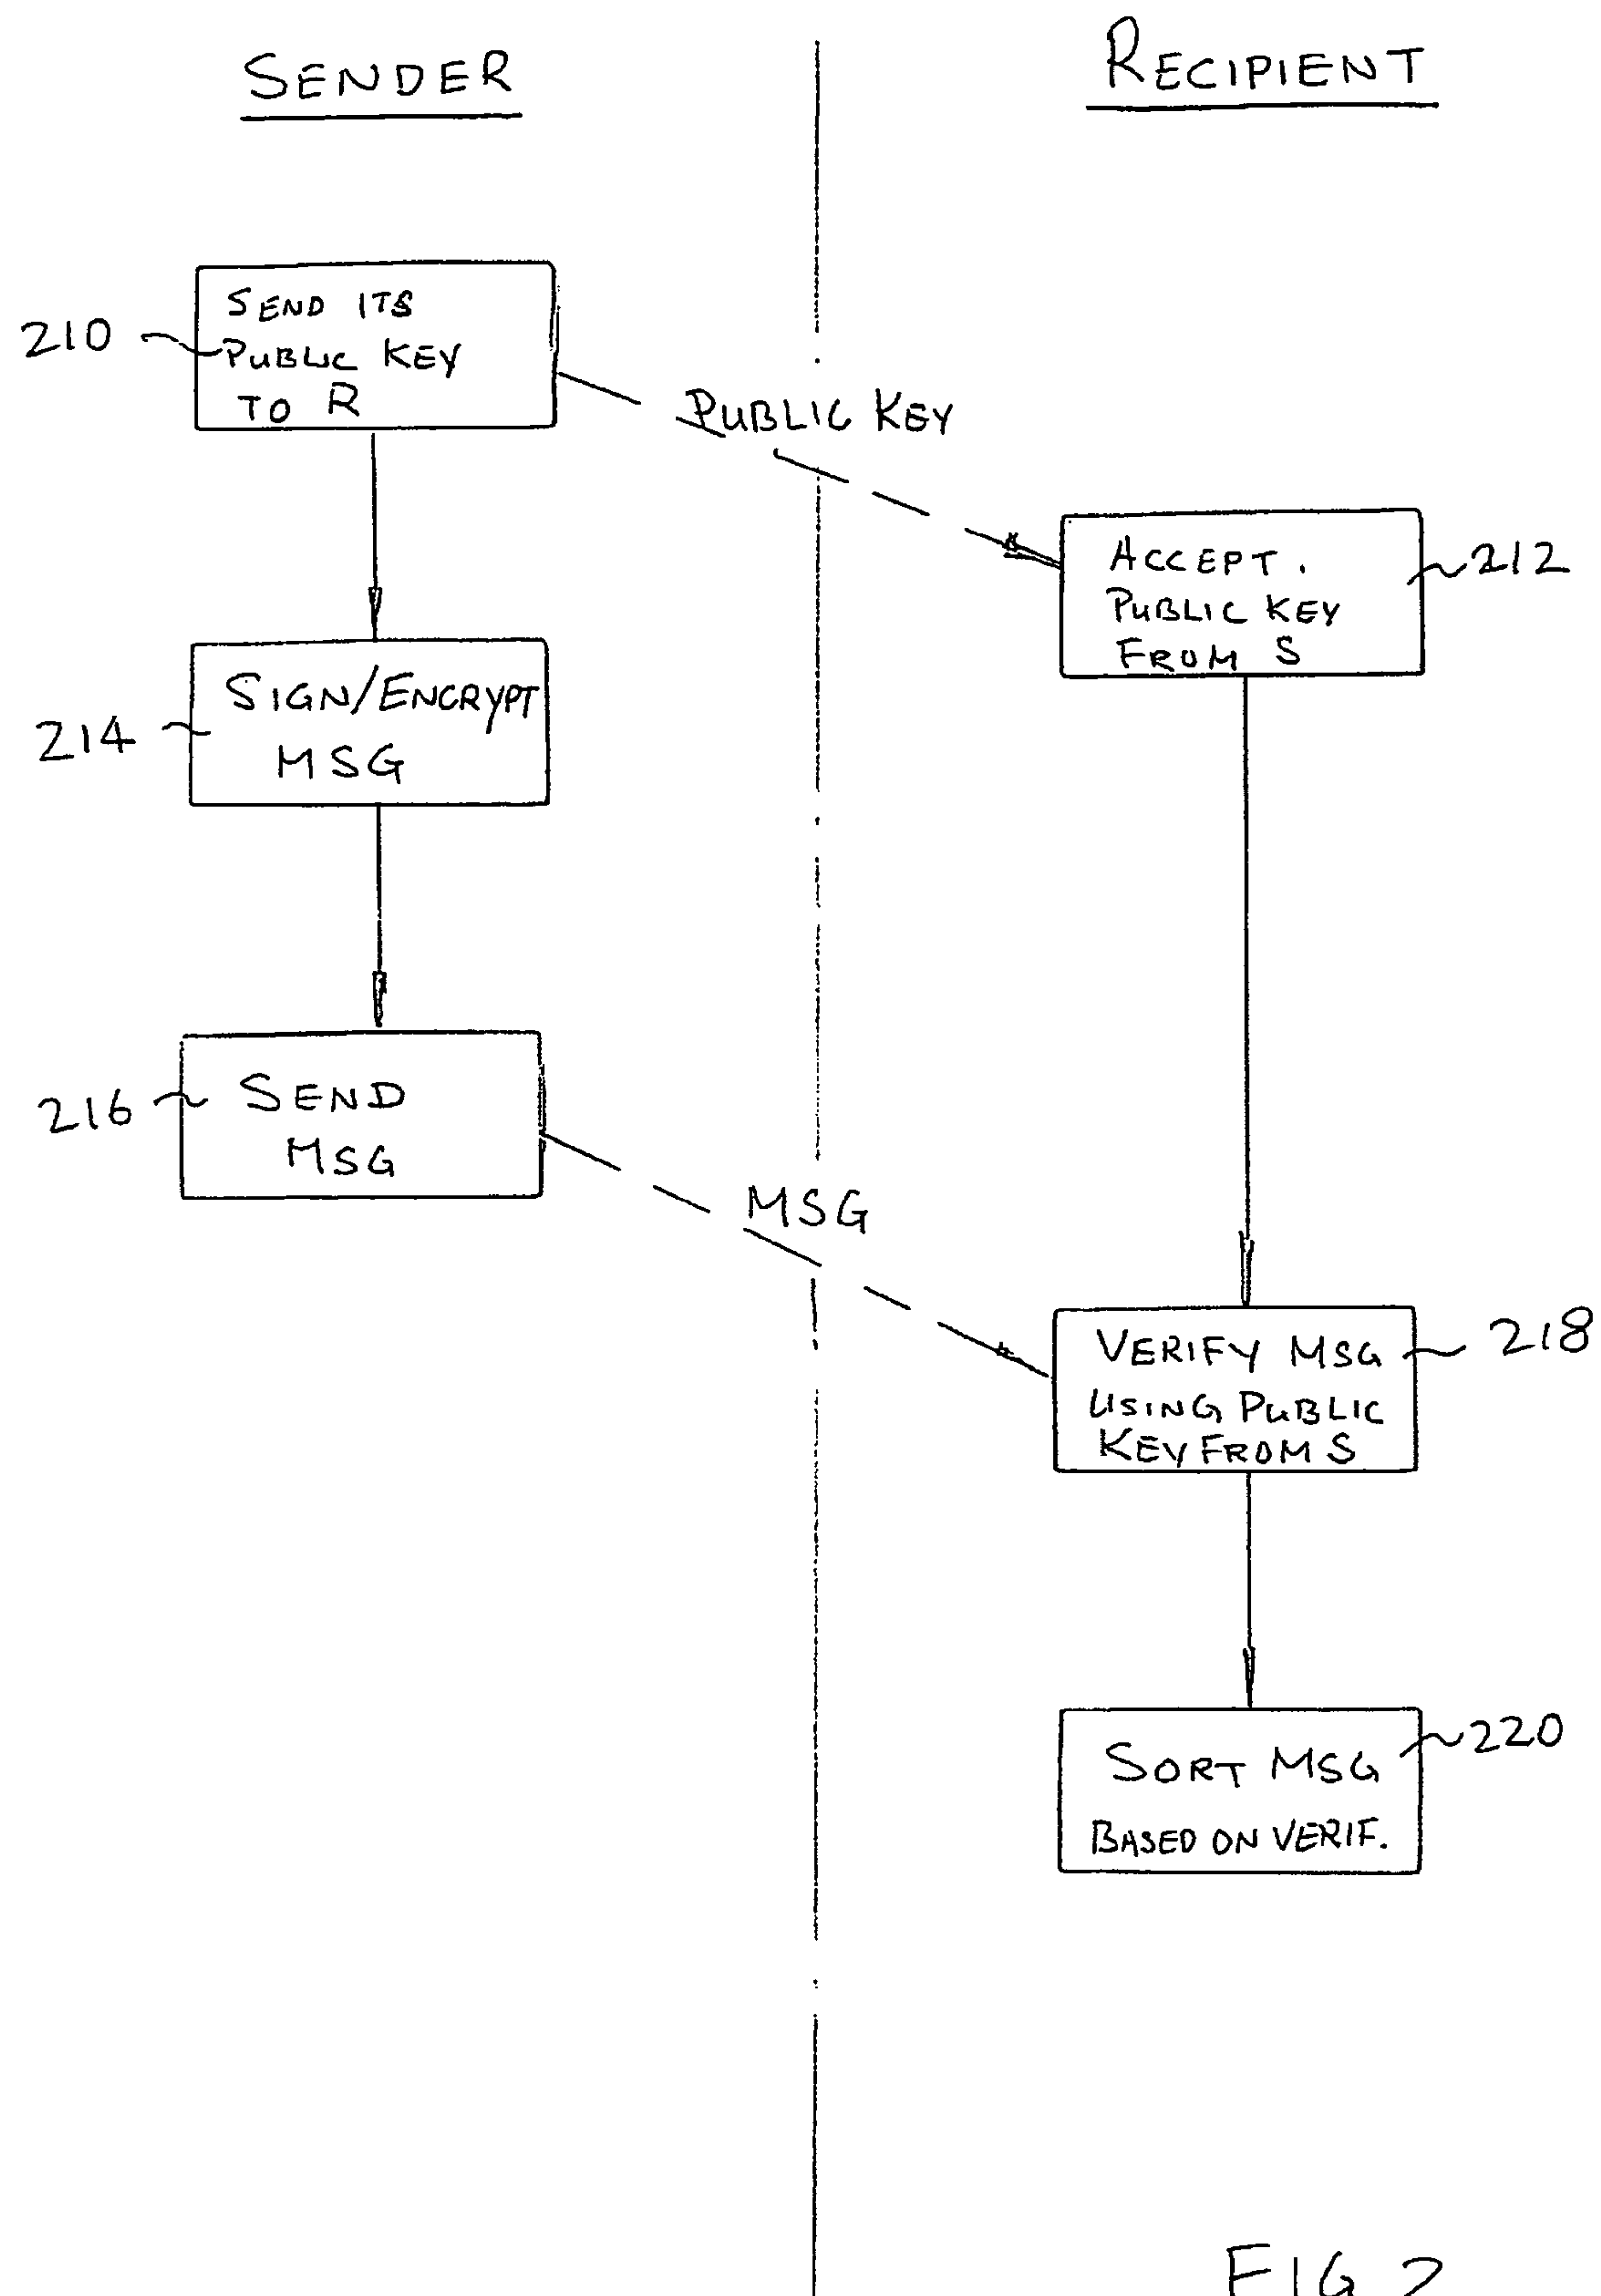 SENDER
RECIPIENT
210
SEND ITS
PUBLIC KEY
TO R
PUBLIC KEY
ACCEPT.
PUBLIC KEY
FROM S
212
214
SIGN/ENCRYPT
MSG
216
SEND
MSG
MSG
VERIFY MSG
USING PUBLIC
KEY FROM S
218
SORT MSG
BASED ON VERIF.
220
FIG 2